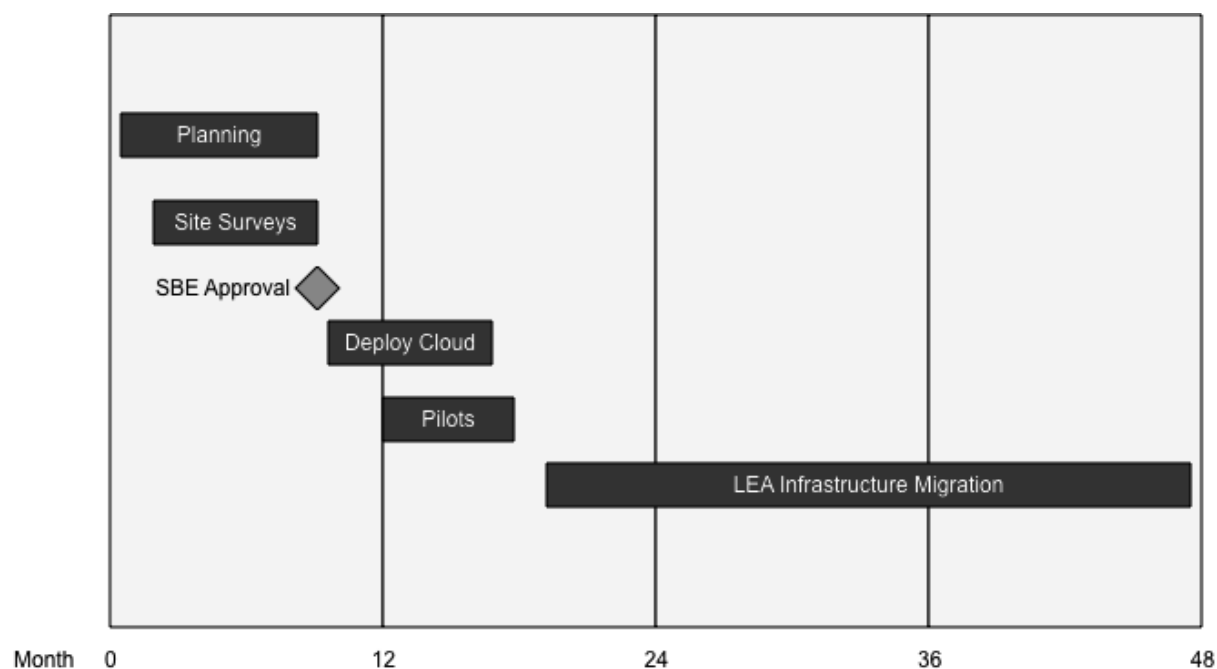 Planning
Site Surveys
SBE Approval
Deploy Cloud
Pilots
LEA Infrastructure Migration
Month 0 12 24 36 48